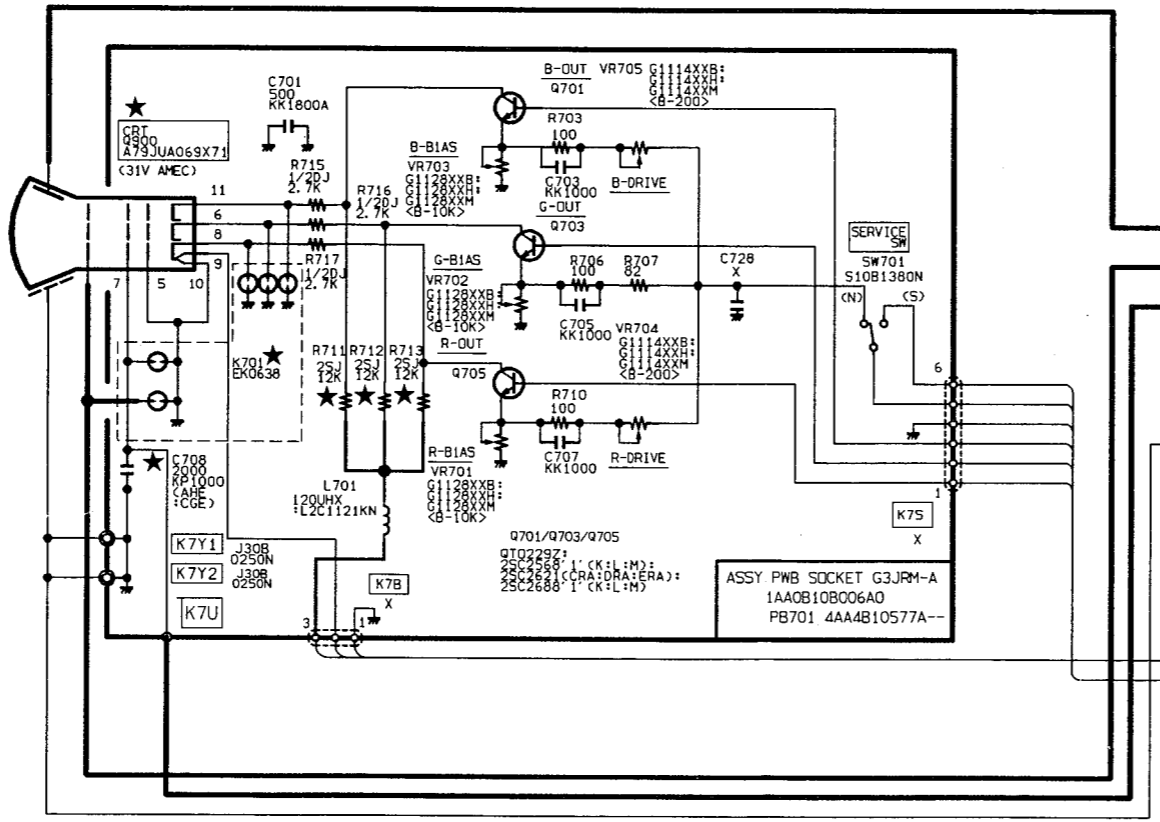 CRT
Q900
A79JUA069X71
(31V AMEC)
C701
500
KK1800A
B-OUT
Q701
VR705
G1114XXB:
G1114XXH:
G1114XXM
<B-200>
R703
100
B-BIAS
VR703
G1128XXB:
G1128XXH:
G1128XXM
<B-10K>
C703
KK1000
B-DRIVE
R715
1/2DJ
2.7K
R716
1/2DJ
2.7K
R717
1/2DJ
2.7K
11
6
8
9
7
5
10
G-OUT
Q703
G-BIAS
VR702
G1128XXB:
G1128XXH:
G1128XXM
<B-10K>
R706
100
R707
82
C728
X
C705
KK1000
SERVICE
SW
SW701
S10B1380N
(N)
(S)
VR704
G1114XXB:
G1114XXH:
G1114XXM
<B-200>
R-OUT
Q705
K701
EK0638
R711
2SJ
12K
R712
2SJ
12K
R713
2SJ
12K
R710
100
C707
KK1000
R-DRIVE
R-BIAS
VR701
G1128XXB:
G1128XXH:
G1128XXM
<B-10K>
6
1
K7S
X
C708
2000
KP1000
(AHE
:CGE)
L701
120UHX
:L2C1121KN
K7Y1
J30B
0250N
K7Y2
J30B
0250N
K7U
K7B
X
3
1
Q701/Q703/Q705
QT0229Z:
2SC2568'1'(K:L:M):
2SC2621(CRA:DRA:ERA):
2SC2688'1'(K:L:M)
ASSY PWB SOCKET G3JRM-A
1AA0B10B006A0
PB701 4AA4B10577A--